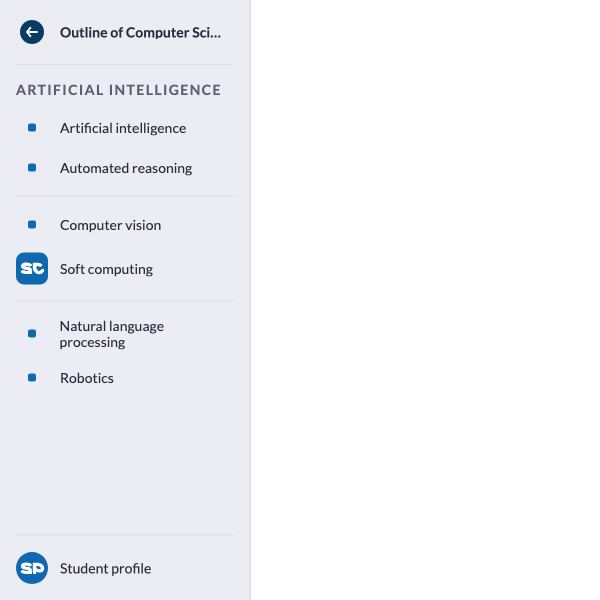 Outline of Computer Sci...
ARTIFICIAL INTELLIGENCE
Artificial intelligence
Automated reasoning
Computer vision
sc Soft computing
Natural language
processing
Robotics
sp Student profile